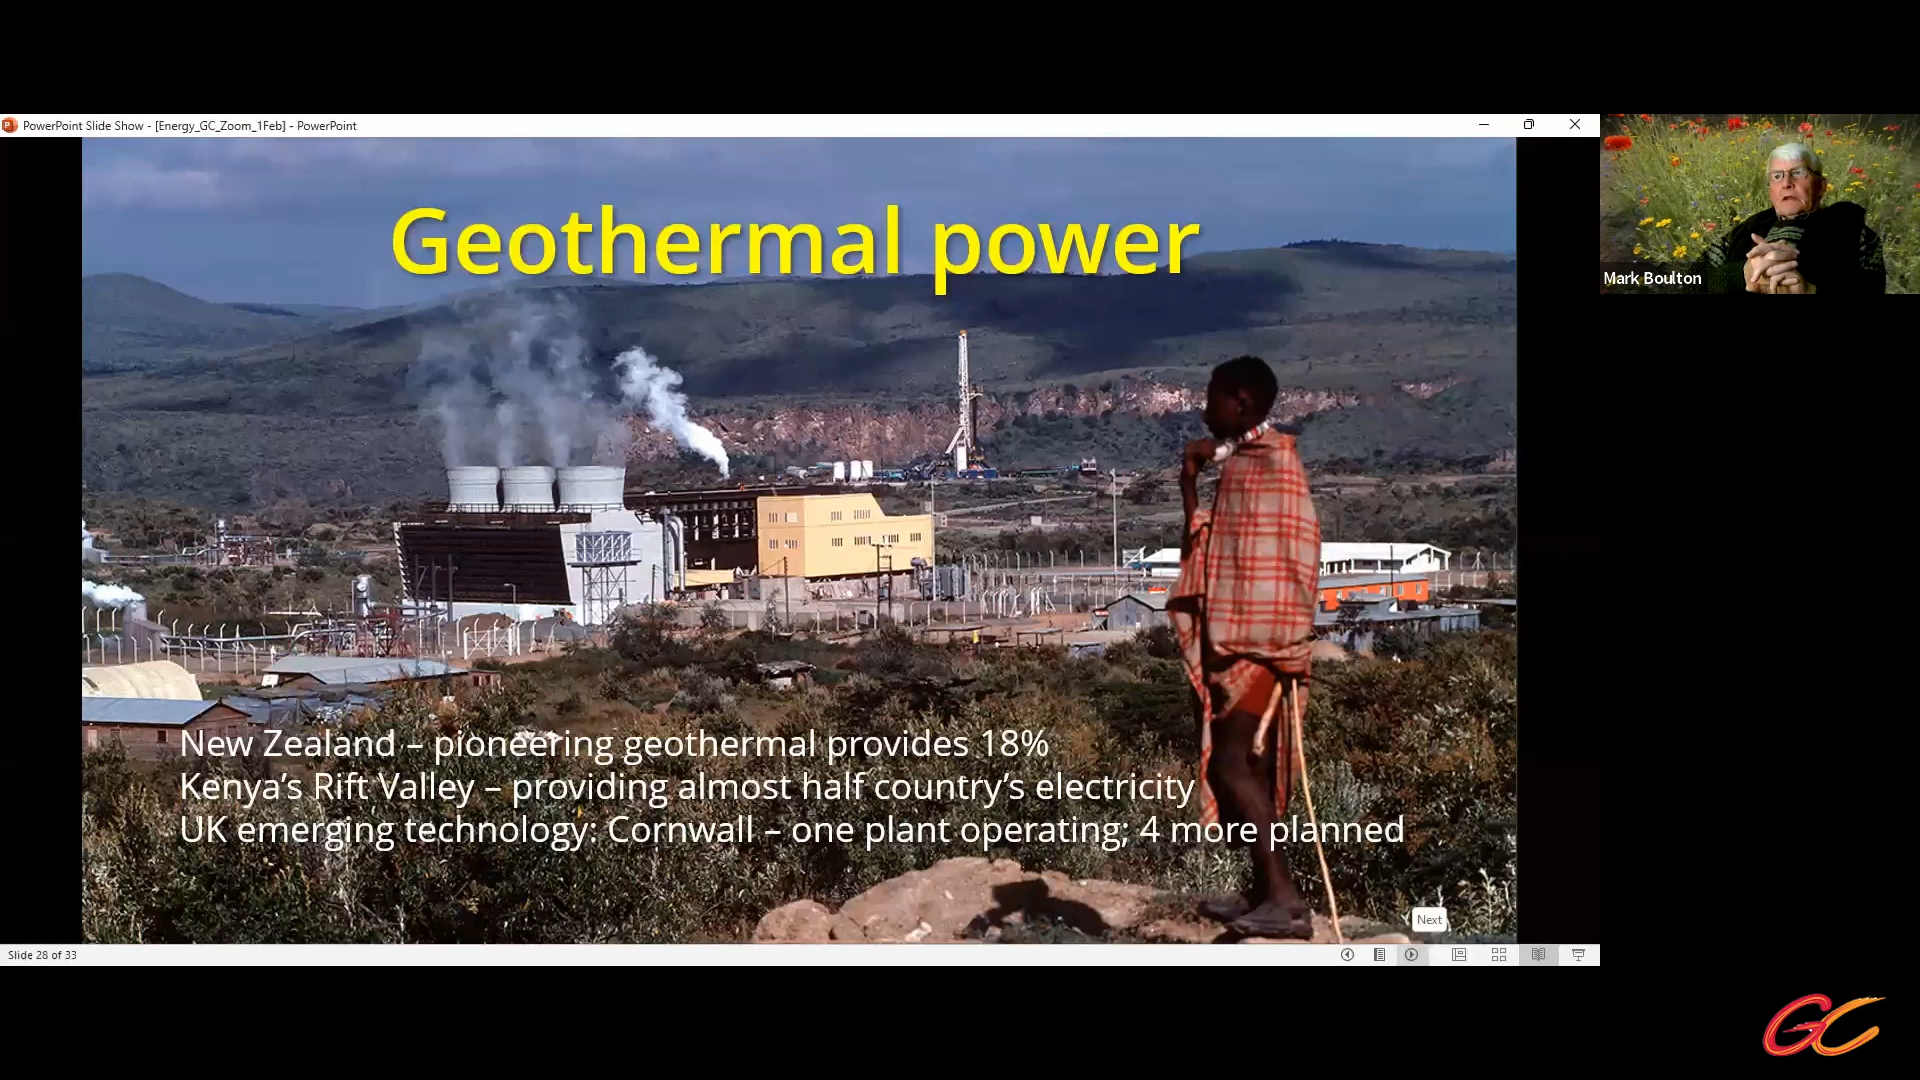 PowerPoint Slide Show - [Energy_GC_Zoom_1Feb] - PowerPoint
Geothermal power
Mark Boulton
New Zealand – pioneering geothermal provides 18%
Kenya’s Rift Valley – providing almost half country’s electricity
UK emerging technology: Cornwall – one plant operating; 4 more planned
Next
Slide 28 of 33
GC